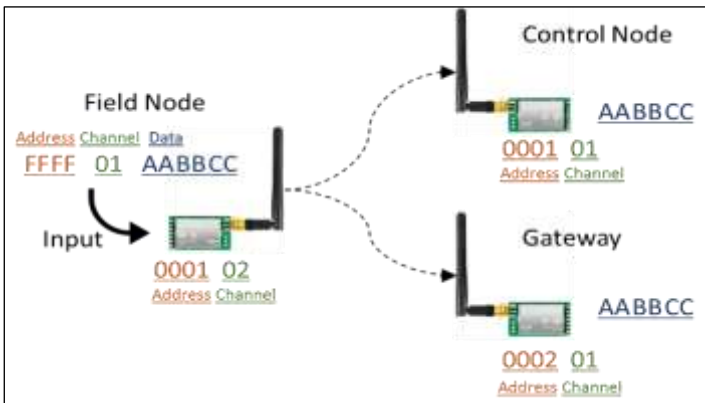 Field Node
Address Channel Data
FFFF 01 AABBCC
Input
0001 02
Address Channel
Control Node
AABBCC
0001 01
Address Channel
Gateway
AABBCC
0002 01
Address Channel